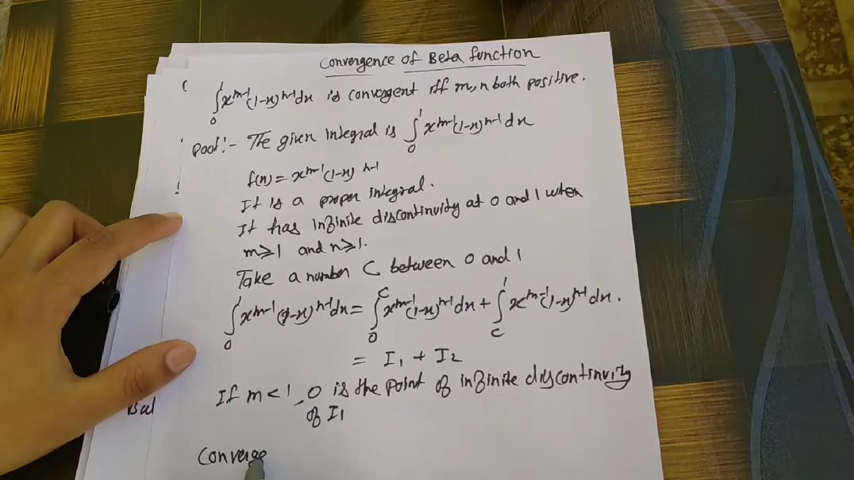 Convergence of Beta function
∫₀¹ x^{m-1} (1-x)^{n-1} dx is convergent iff m,n both positive.
Poof:- The given integral is ∫₀¹ x^{m-1} (1-x)^{n-1} dx
f(x) = x^{m-1} (1-x)^{n-1}
It is a proper integral.
It has infinite discontinuity at 0 and 1 when
m≥1 and n≥1.
Take a number C between 0 and 1
∫₀¹ x^{m-1} (1-x)^{n-1} dx = ∫₀^C x^{m-1} (1-x)^{n-1} dx + ∫_C¹ x^{m-1} (1-x)^{n-1} dx.
= I₁ + I₂
If m < 1, 0 is the point of infinite discontinuity
of I₁
Converge